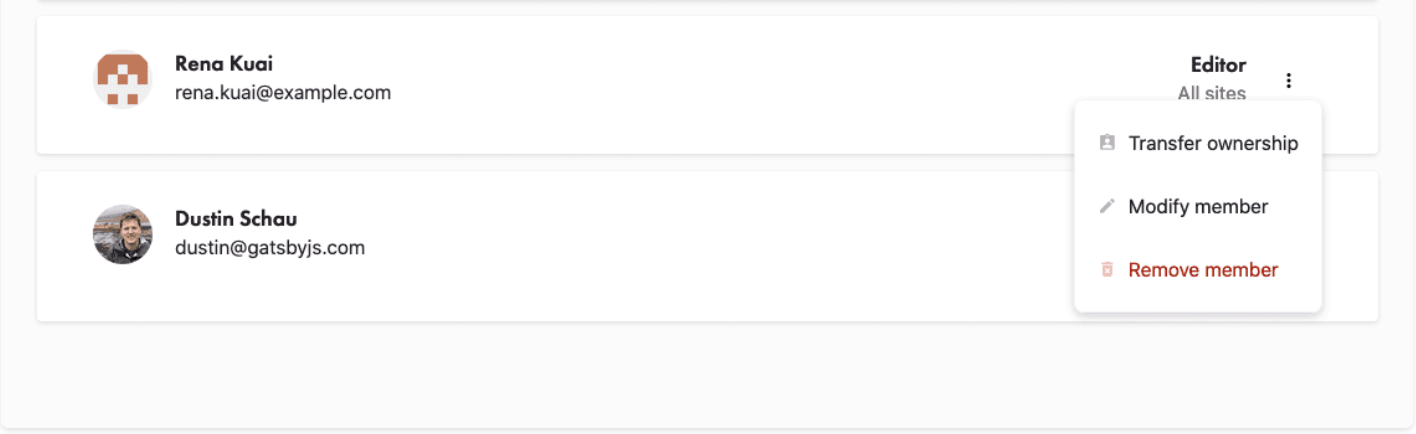 Rena Kuai
rena.kuai@example.com
Editor
All sites
Transfer ownership
Modify member
Remove member
Dustin Schau
dustin@gatsbyjs.com